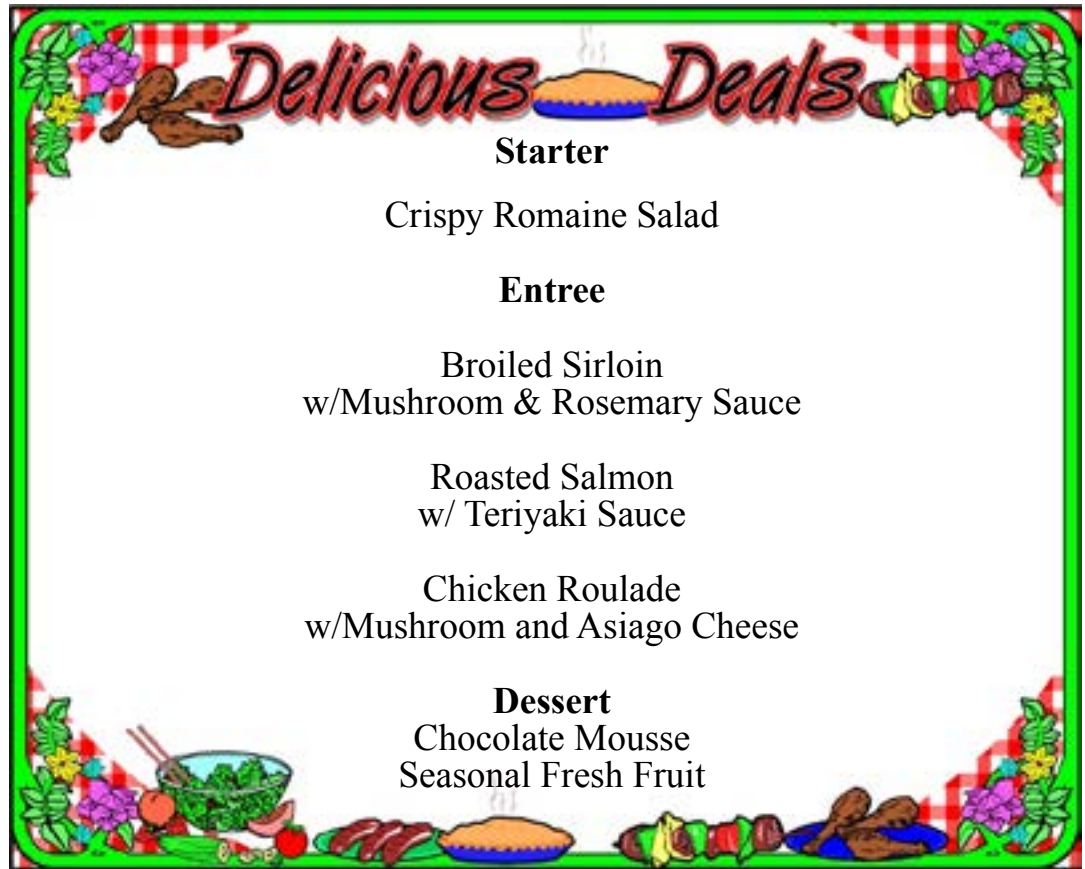 Delicious Deals
Starter
Crispy Romaine Salad
Entree
Broiled Sirloin
w/Mushroom & Rosemary Sauce
Roasted Salmon
w/ Teriyaki Sauce
Chicken Roulade
w/Mushroom and Asiago Cheese
Dessert
Chocolate Mousse
Seasonal Fresh Fruit